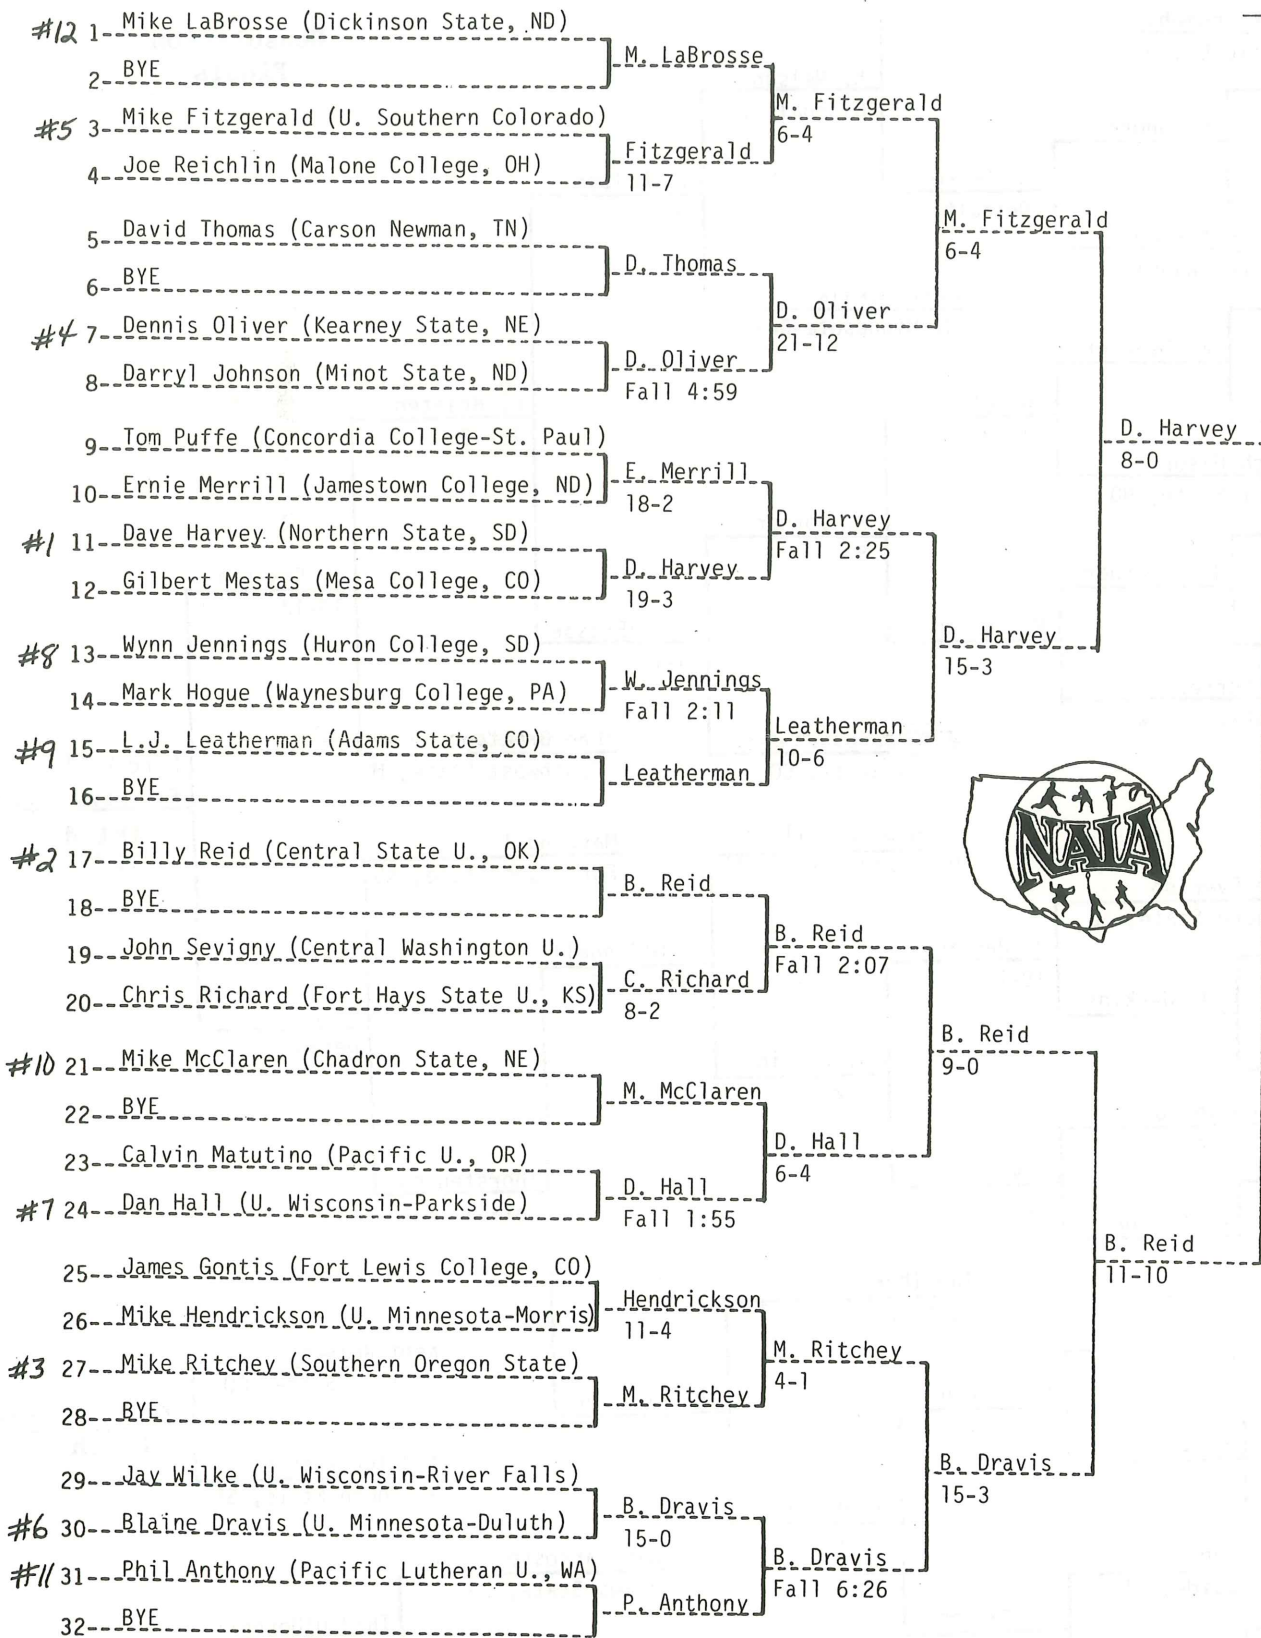 #12 1 Mike LaBrosse (Dickinson State, ND)
2 BYE
M. LaBrosse
#5 3 Mike Fitzgerald (U. Southern Colorado)
4 Joe Reichlin (Malone College, OH)
Fitzgerald
11-7
M. Fitzgerald
6-4
5 David Thomas (Carson Newman, TN)
6 BYE
D. Thomas
#4 7 Dennis Oliver (Kearney State, NE)
8 Darryl Johnson (Minot State, ND)
D. Oliver
Fall 4:59
D. Oliver
21-12
M. Fitzgerald
6-4
9 Tom Puffe (Concordia College-St. Paul)
10 Ernie Merrill (Jamestown College, ND)
E. Merrill
18-2
#1 11 Dave Harvey (Northern State, SD)
12 Gilbert Mestas (Mesa College, CO)
D. Harvey
19-3
D. Harvey
Fall 2:25
#8 13 Wynn Jennings (Huron College, SD)
14 Mark Hogue (Waynesburg College, PA)
W. Jennings
Fall 2:11
#9 15 L.J. Leatherman (Adams State, CO)
16 BYE
Leatherman
Leatherman
10-6
D. Harvey
15-3
D. Harvey
8-0
NAIA
#2 17 Billy Reid (Central State U., OK)
18 BYE
B. Reid
19 John Sevigny (Central Washington U.)
20 Chris Richard (Fort Hays State U., KS)
C. Richard
8-2
B. Reid
Fall 2:07
#10 21 Mike McClaren (Chadron State, NE)
22 BYE
M. McClaren
23 Calvin Matutino (Pacific U., OR)
#7 24 Dan Hall (U. Wisconsin-Parkside)
D. Hall
Fall 1:55
D. Hall
6-4
B. Reid
9-0
25 James Gontis (Fort Lewis College, CO)
26 Mike Hendrickson (U. Minnesota-Morris)
Hendrickson
11-4
#3 27 Mike Ritchey (Southern Oregon State)
28 BYE
M. Ritchey
M. Ritchey
4-1
29 Jay Wilke (U. Wisconsin-River Falls)
#6 30 Blaine Dravis (U. Minnesota-Duluth)
B. Dravis
15-0
#11 31 Phil Anthony (Pacific Lutheran U., WA)
32 BYE
P. Anthony
B. Dravis
Fall 6:26
B. Dravis
15-3
B. Reid
11-10